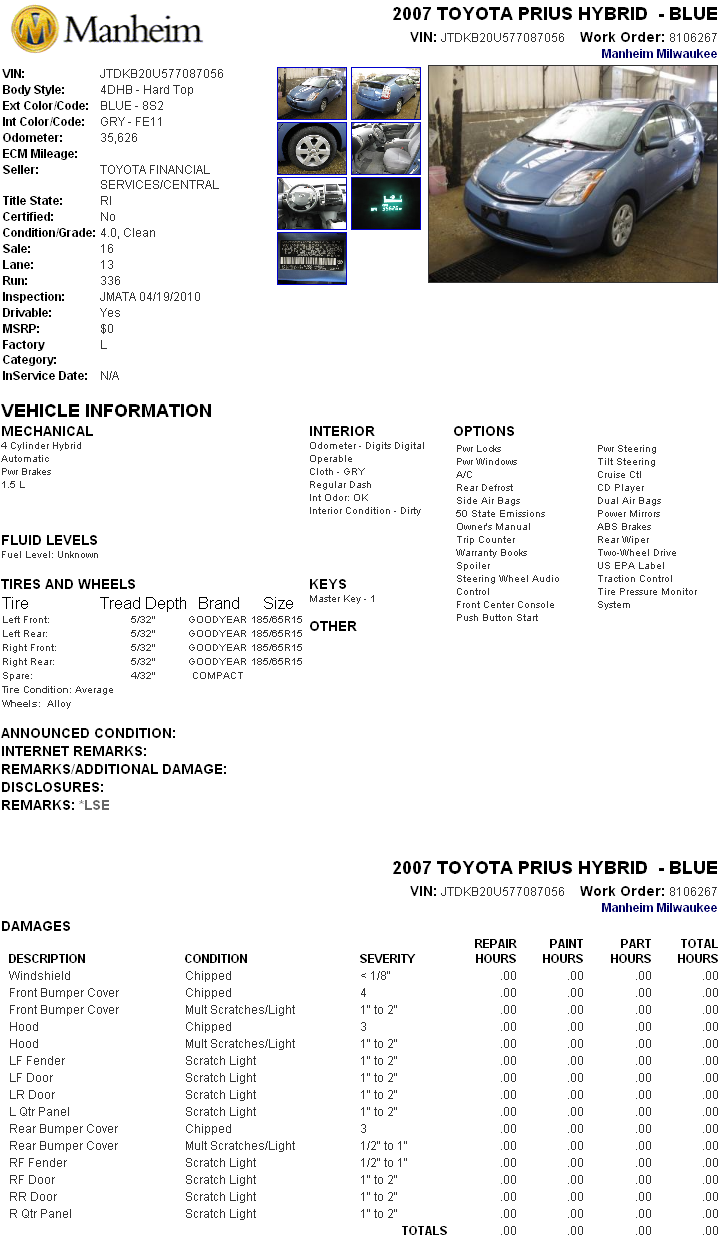 Manheim
2007 TOYOTA PRIUS HYBRID - BLUE
VIN: JTDKB20U577087056 Work Order: 8106267
Manheim Milwaukee
VIN: JTDKB20U577087056
Body Style: 4DHB - Hard Top
Ext Color/Code: BLUE - 8S2
Int Color/Code: GRY - FE11
Odometer: 35,626
ECM Mileage:
Seller: TOYOTA FINANCIAL
SERVICES/CENTRAL
Title State: RI
Certified: No
Condition/Grade: 4.0, Clean
Sale: 16
Lane: 13
Run: 336
Inspection: JMATA 04/19/2010
Drivable: Yes
MSRP: $0
Factory L
Category:
InService Date: N/A
VEHICLE INFORMATION
MECHANICAL
4 Cylinder Hybrid
Automatic
Pwr Brakes
1.5 L
FLUID LEVELS
Fuel Level: Unknown
INTERIOR
Odometer - Digits Digital
Operable
Cloth - GRY
Regular Dash
Int Odor: OK
Interior Condition - Dirty
KEYS
Master Key - 1
OTHER
OPTIONS
Pwr Locks
Pwr Windows
A/C
Rear Defrost
Side Air Bags
50 State Emissions
Owner's Manual
Trip Counter
Warranty Books
Spoiler
Steering Wheel Audio
Control
Front Center Console
Push Button Start
Pwr Steering
Tilt Steering
Cruise Ctl
CD Player
Dual Air Bags
Power Mirrors
ABS Brakes
Rear Wiper
Two-Wheel Drive
US EPA Label
Traction Control
Tire Pressure Monitor
System
TIRES AND WHEELS
Tire Tread Depth Brand Size
Left Front: 5/32" GOODYEAR 185/65R15
Left Rear: 5/32" GOODYEAR 185/65R15
Right Front: 5/32" GOODYEAR 185/65R15
Right Rear: 5/32" GOODYEAR 185/65R15
Spare: 4/32" COMPACT
Tire Condition: Average
Wheels: Alloy
ANNOUNCED CONDITION:
INTERNET REMARKS:
REMARKS/ADDITIONAL DAMAGE:
DISCLOSURES:
REMARKS: *LSE
2007 TOYOTA PRIUS HYBRID - BLUE
VIN: JTDKB20U577087056 Work Order: 8106267
Manheim Milwaukee
DAMAGES
REPAIR PAINT PART TOTAL
DESCRIPTION CONDITION SEVERITY HOURS HOURS HOURS HOURS
Windshield Chipped < 1/8" .00 .00 .00 .00
Front Bumper Cover Chipped 4 .00 .00 .00 .00
Front Bumper Cover Mult Scratches/Light 1" to 2" .00 .00 .00 .00
Hood Chipped 3 .00 .00 .00 .00
Hood Mult Scratches/Light 1" to 2" .00 .00 .00 .00
LF Fender Scratch Light 1" to 2" .00 .00 .00 .00
LF Door Scratch Light 1" to 2" .00 .00 .00 .00
LR Door Scratch Light 1" to 2" .00 .00 .00 .00
L Qtr Panel Scratch Light 1" to 2" .00 .00 .00 .00
Rear Bumper Cover Chipped 3 .00 .00 .00 .00
Rear Bumper Cover Mult Scratches/Light 1/2" to 1" .00 .00 .00 .00
RF Fender Scratch Light 1/2" to 1" .00 .00 .00 .00
RF Door Scratch Light 1" to 2" .00 .00 .00 .00
RR Door Scratch Light 1" to 2" .00 .00 .00 .00
R Qtr Panel Scratch Light 1" to 2" .00 .00 .00 .00
TOTALS .00 .00 .00 .00